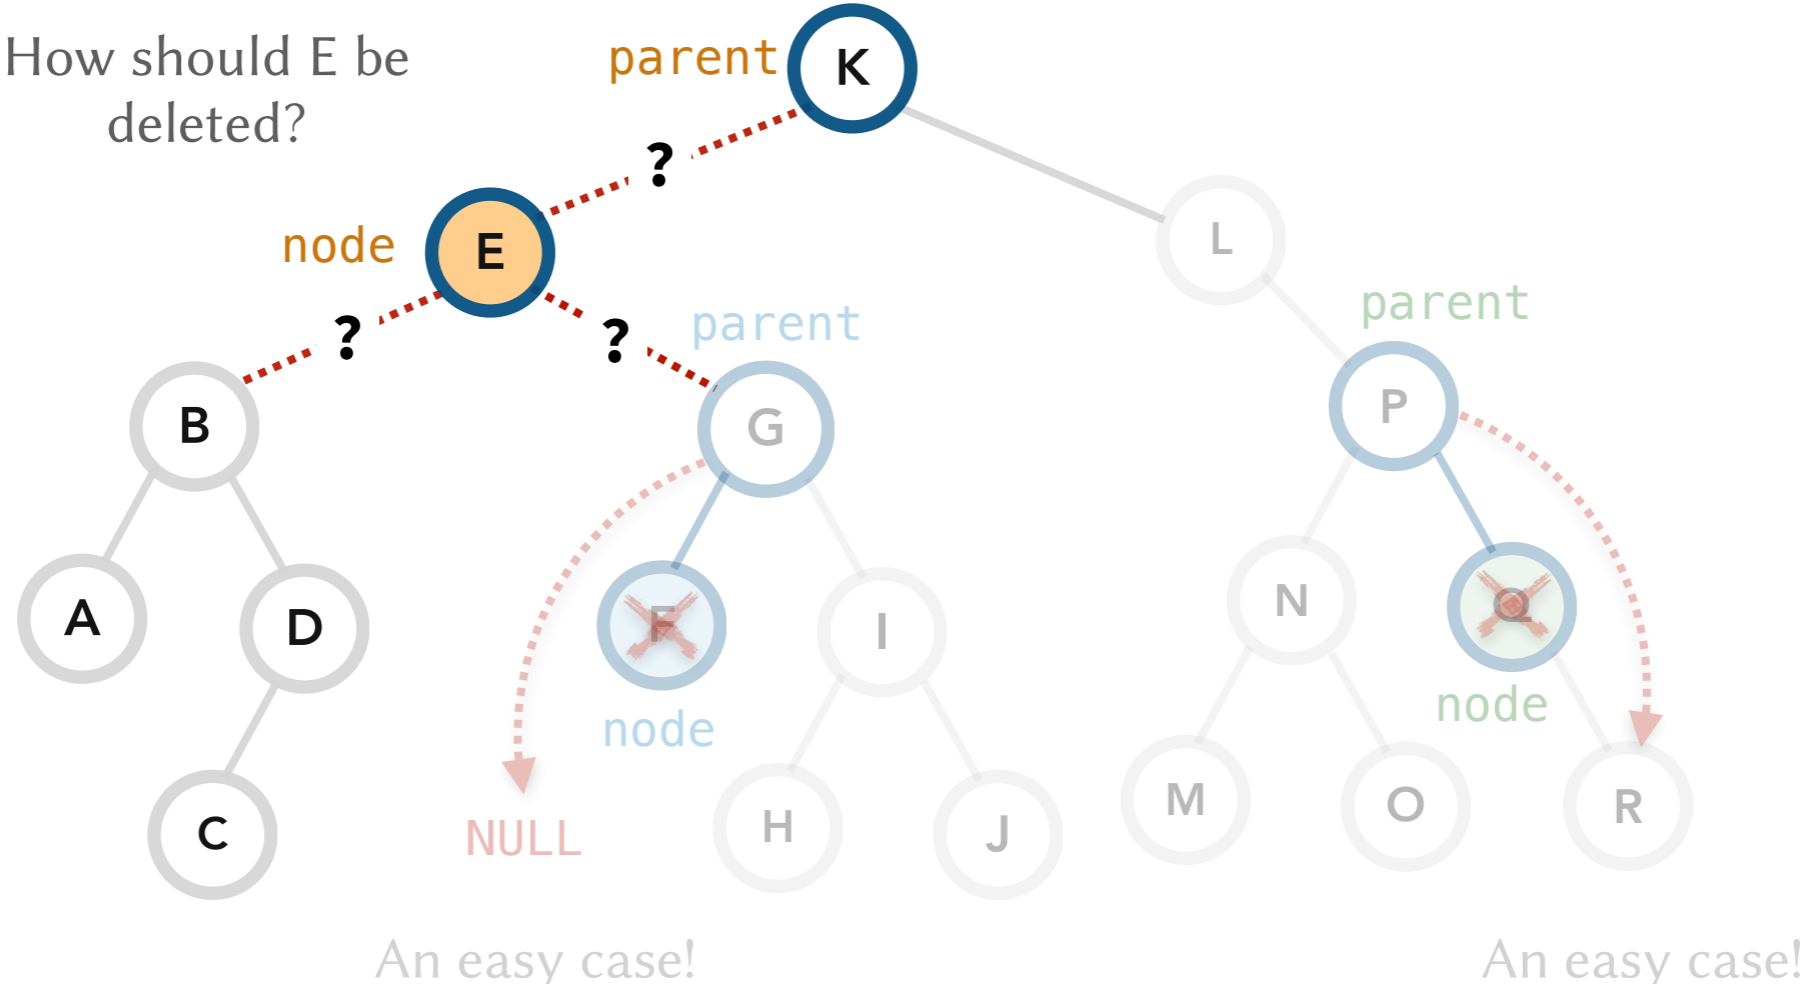 How should E be
deleted?
parent
K
?
node
E
L
?
?
parent
parent
B
G
P
A
D
F
I
N
Q
node
node
C
NULL
H
J
M
O
R
An easy case!
An easy case!